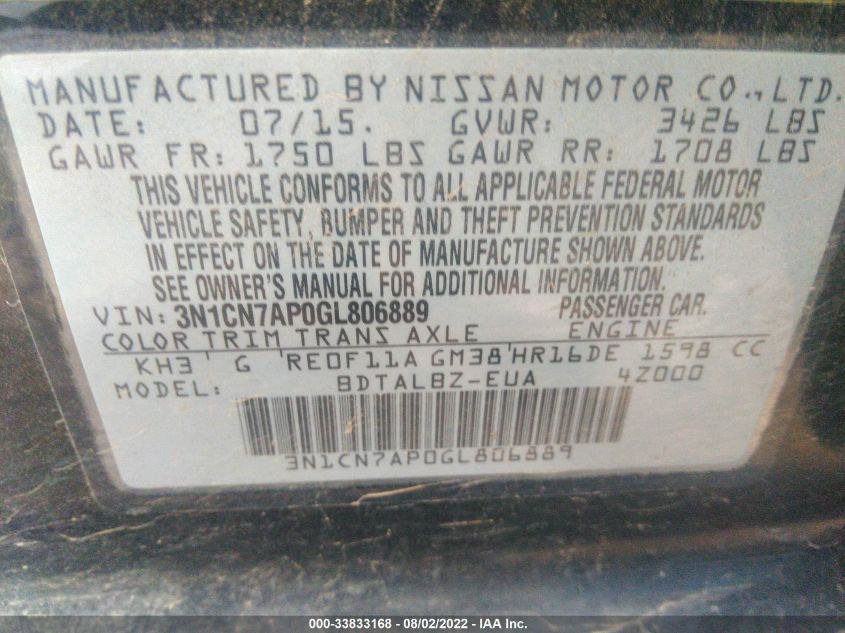 MANUFACTURED BY NISSAN MOTOR CO., LTD.
DATE: 07/15. GVWR: 3426 LBS
GAWR FR: 1750 LBS GAWR RR: 1708 LBS
THIS VEHICLE CONFORMS TO ALL APPLICABLE FEDERAL MOTOR
VEHICLE SAFETY, BUMPER AND THEFT PREVENTION STANDARDS
IN EFFECT ON THE DATE OF MANUFACTURE SHOWN ABOVE.
SEE OWNER'S MANUAL FOR ADDITIONAL INFORMATION.
VIN: 3N1CN7AP0GL806889 PASSENGER CAR.
COLOR TRIM TRANS AXLE ENGINE
KH3 G RE0F11A GM38 HR16DE 1598 CC
MODEL: BDTALBZ-EUA 4Z000
3N1CN7AP0GL806889
000-33833168 - 08/02/2022 - IAA Inc.